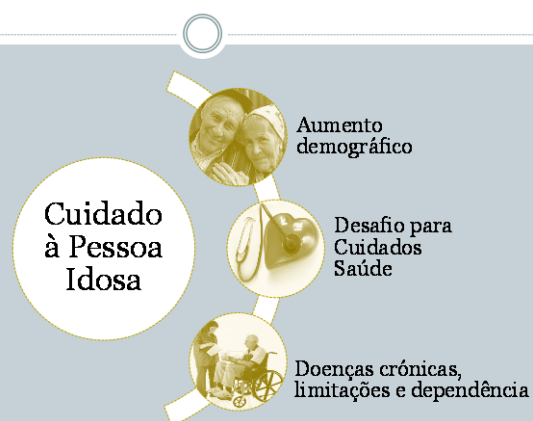 Cuidado
à Pessoa
Idosa
Aumento
demográfico
Desafio para
Cuidados
Saúde
Doenças crónicas,
limitações e dependência